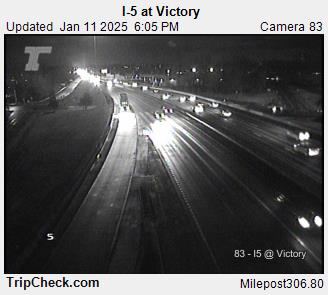 I-5 at Victory
Updated Jan 11 2025 6:05 PM Camera 83
T
S
83 - I5 @ Victory
TripCheck.com Milepost306.80